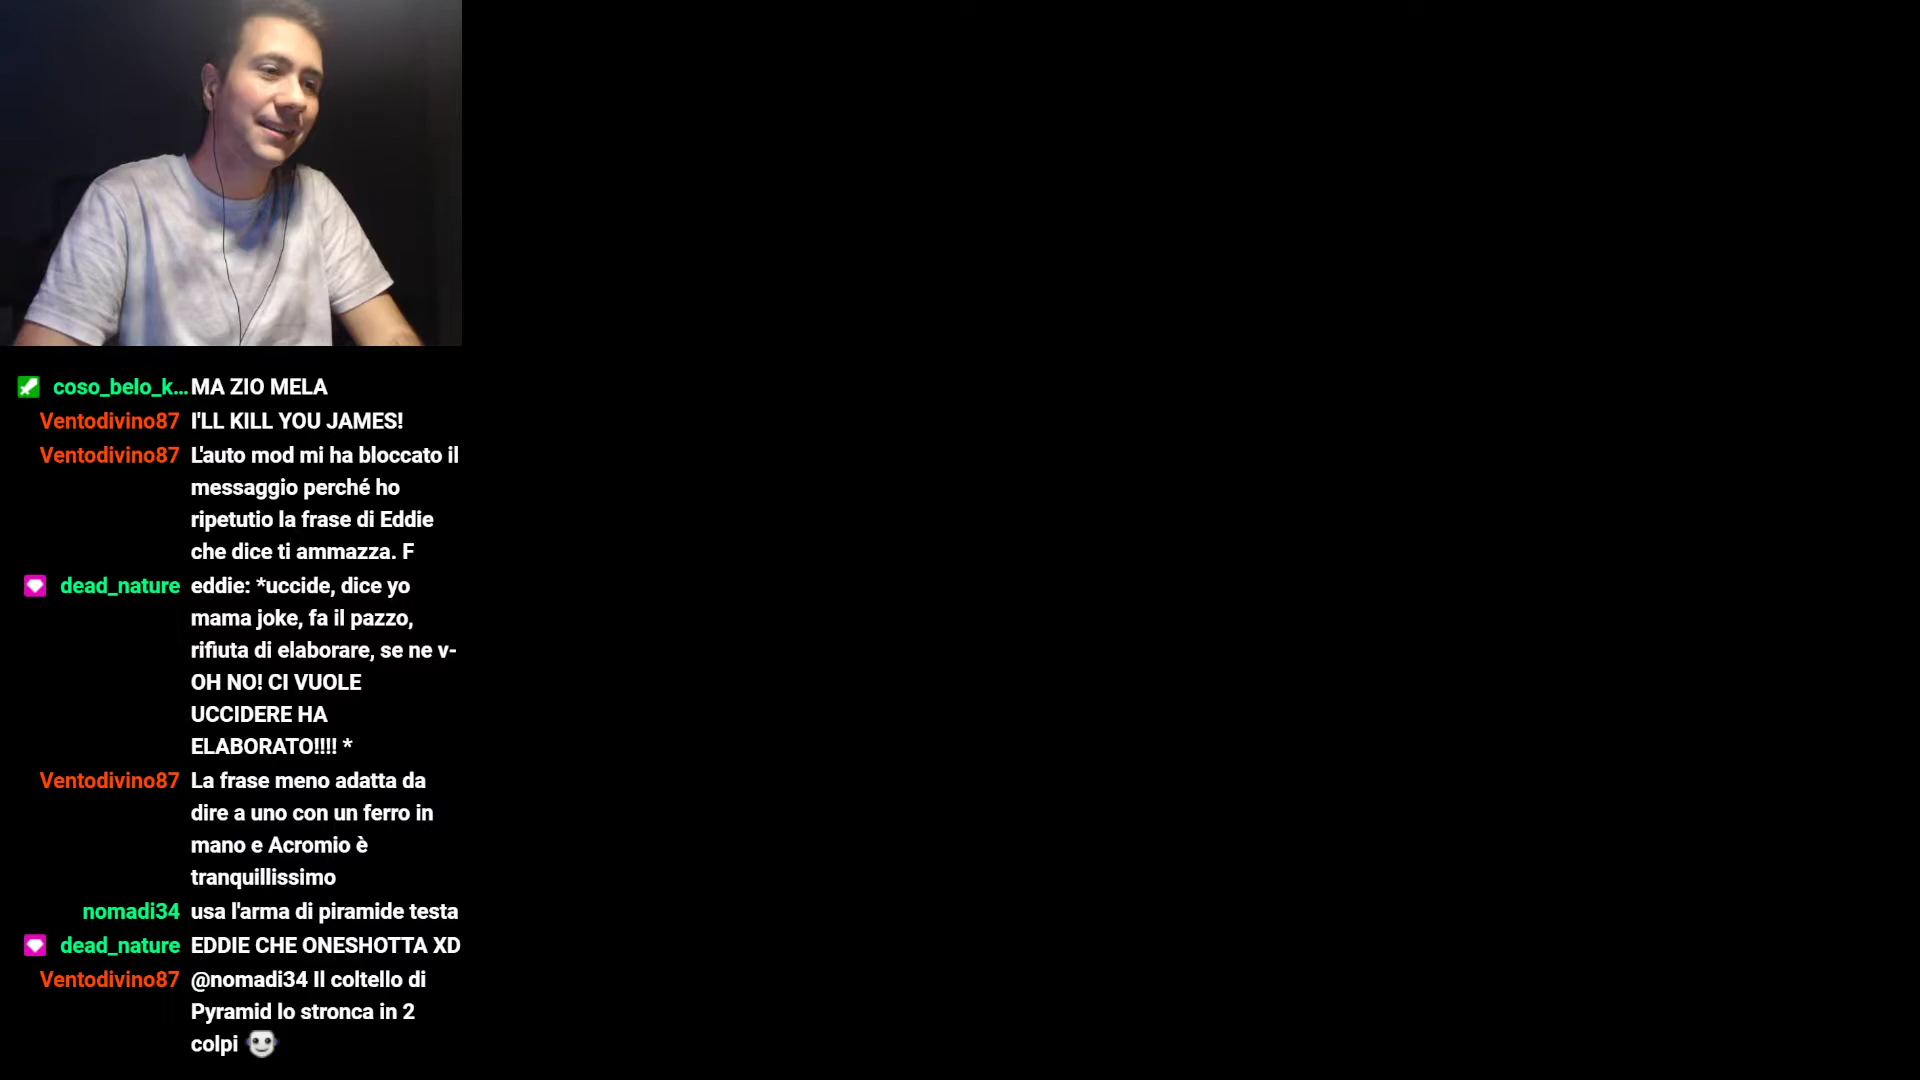 coso_belo_k... MA ZIO MELA
Ventodivino87 I'LL KILL YOU JAMES!
Ventodivino87 L'auto mod mi ha bloccato il
messaggio perché ho
ripetutio la frase di Eddie
che dice ti ammazza. F
dead_nature eddie: *uccide, dice yo
mama joke, fa il pazzo,
rifiuta di elaborare, se ne v-
OH NO! CI VUOLE
UCCIDERE HA
ELABORATO!!!! *
Ventodivino87 La frase meno adatta da
dire a uno con un ferro in
mano e Acromio è
tranquillissimo
nomadi34 usa l'arma di piramide testa
dead_nature EDDIE CHE ONESHOTTA XD
Ventodivino87 @nomadi34 Il coltello di
Pyramid lo stronca in 2
colpi